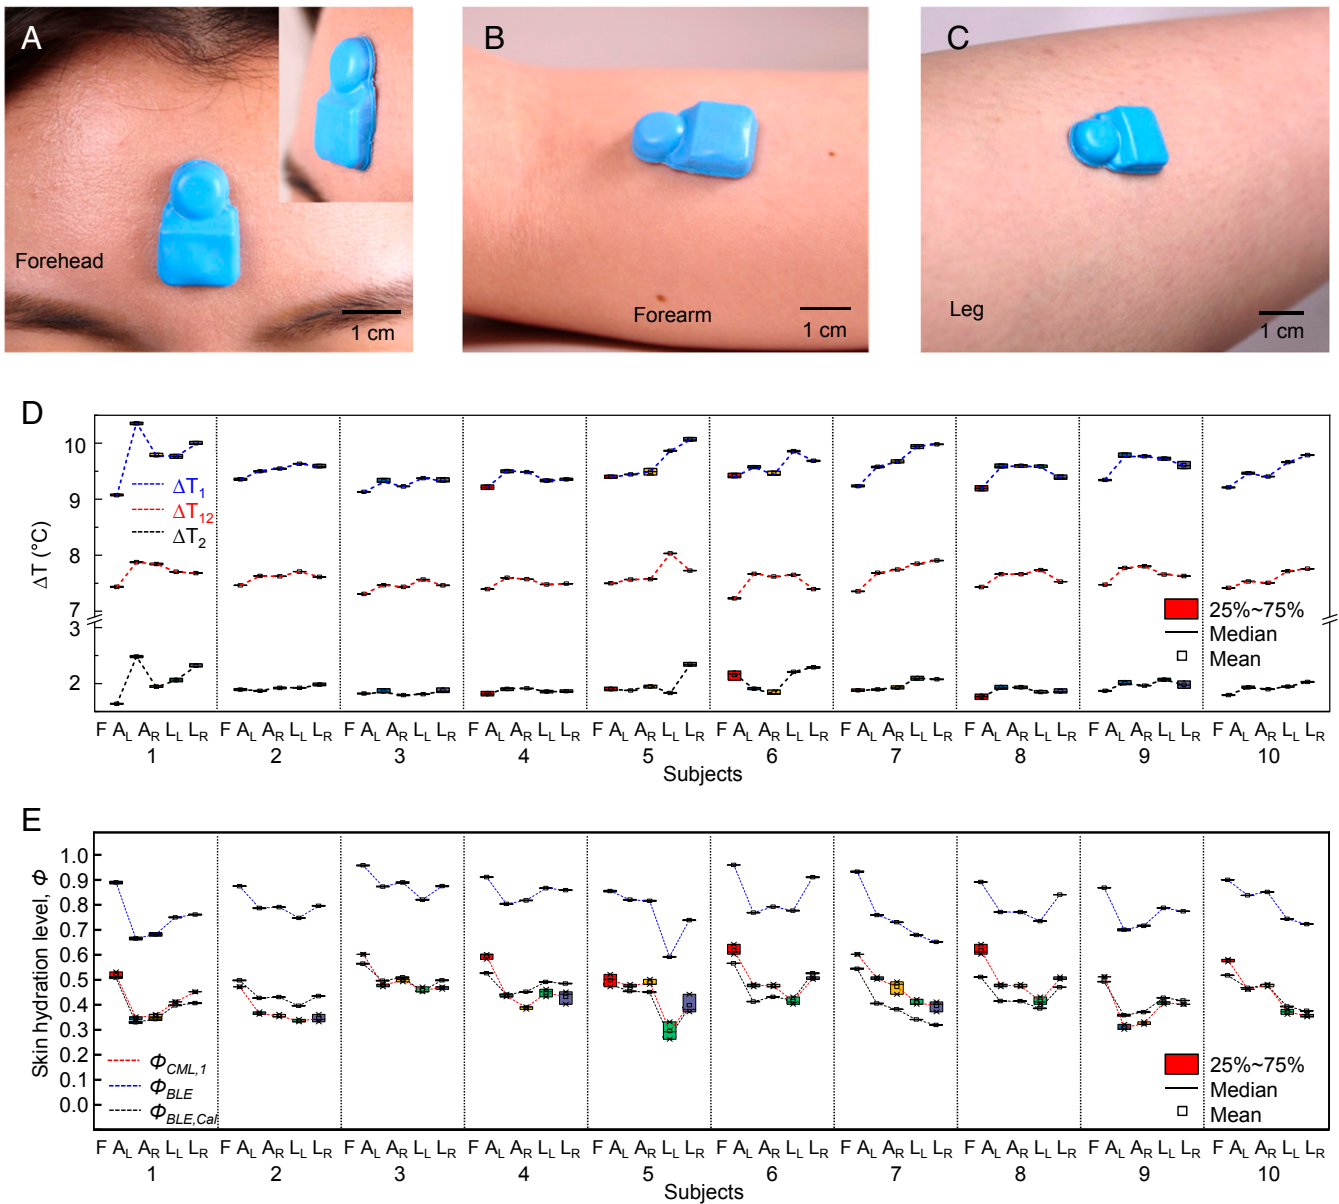 A
Forehead
1 cm
B
Forearm
1 cm
C
Leg
1 cm
D
ΔT (°C)
10
9
8
7
3
2
ΔT1
ΔT12
ΔT2
25%~75%
Median
Mean
F AL AR LL LR F AL AR LL LR F AL AR LL LR F AL AR LL LR F AL AR LL LR F AL AR LL LR F AL AR LL LR F AL AR LL LR F AL AR LL LR F AL AR LL LR
1 2 3 4 5 6 7 8 9 10
Subjects
E
Skin hydration level, Φ
1.0
0.9
0.8
0.7
0.6
0.5
0.4
0.3
0.2
0.1
0.0
ΦCML,1
ΦBLE
ΦBLE,Cal
25%~75%
Median
Mean
F AL AR LL LR F AL AR LL LR F AL AR LL LR F AL AR LL LR F AL AR LL LR F AL AR LL LR F AL AR LL LR F AL AR LL LR F AL AR LL LR F AL AR LL LR
1 2 3 4 5 6 7 8 9 10
Subjects